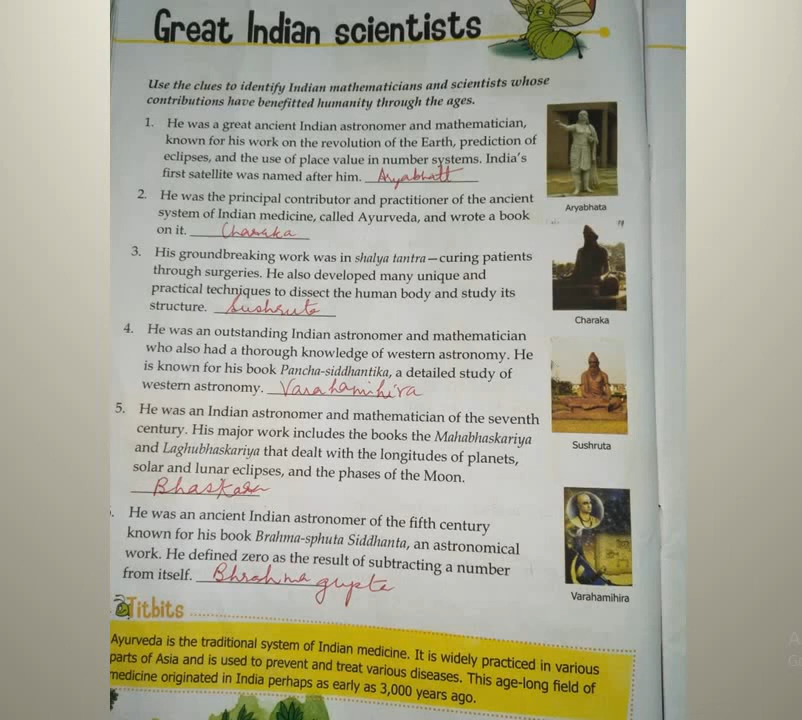 Great Indian scientists
Use the clues to identify Indian mathematicians and scientists whose
contributions have benefitted humanity through the ages.
1. He was a great ancient Indian astronomer and mathematician,
known for his work on the revolution of the Earth, prediction of
eclipses, and the use of place value in number systems. India's
first satellite was named after him. Aryabhatt
Aryabhata
2. He was the principal contributor and practitioner of the ancient
system of Indian medicine, called Ayurveda, and wrote a book
on it. Charaka
Charaka
3. His groundbreaking work was in shalya tantra—curing patients
through surgeries. He also developed many unique and
practical techniques to dissect the human body and study its
structure. Sushruta
Sushruta
4. He was an outstanding Indian astronomer and mathematician
who also had a thorough knowledge of western astronomy. He
is known for his book Pancha-siddhantika, a detailed study of
western astronomy. Varahamihira
5. He was an Indian astronomer and mathematician of the seventh
century. His major work includes the books the Mahabhaskariya
and Laghubhaskariya that dealt with the longitudes of planets,
solar and lunar eclipses, and the phases of the Moon.
Bhaskara
He was an ancient Indian astronomer of the fifth century
known for his book Brahma-sphuta Siddhanta, an astronomical
work. He defined zero as the result of subtracting a number
from itself. Bhrahma gupta
Varahamihira
Titbits
Ayurveda is the traditional system of Indian medicine. It is widely practiced in various
parts of Asia and is used to prevent and treat various diseases. This age-long field of
medicine originated in India perhaps as early as 3,000 years ago.